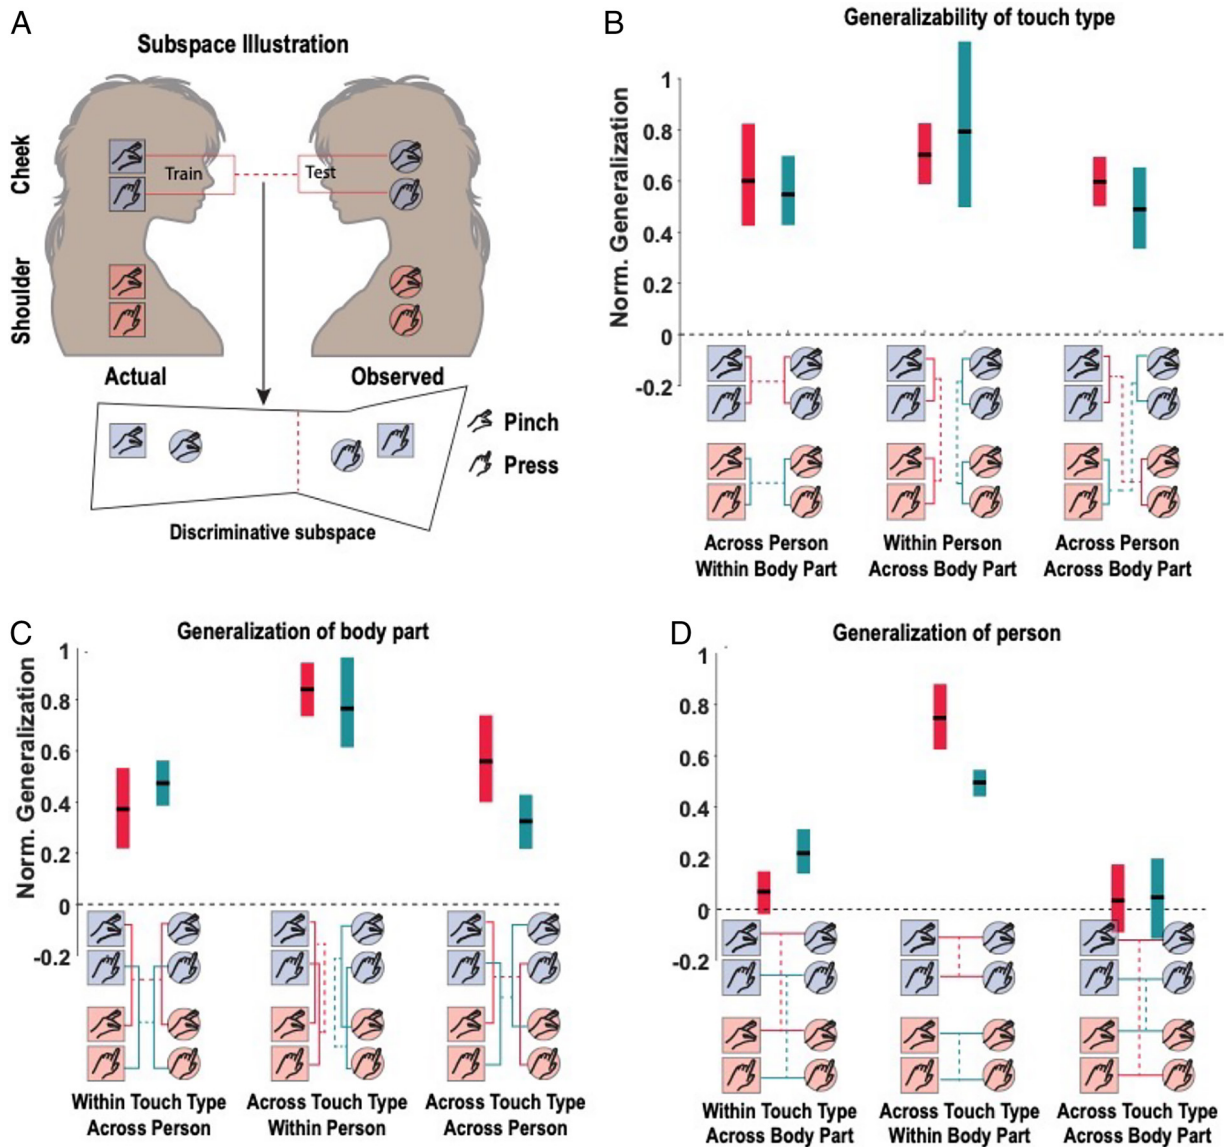 A
Subspace Illustration
Cheek
Shoulder
Train
Test
Actual
Observed
Pinch
Press
Discriminative subspace
B
Generalizability of touch type
Norm. Generalization
1
0.8
0.6
0.4
0.2
0
-0.2
Across Person
Within Body Part
Within Person
Across Body Part
Across Person
Across Body Part
C
Generalization of body part
Norm. Generalization
1
0.8
0.6
0.4
0.2
0
-0.2
Within Touch Type
Across Person
Across Touch Type
Within Person
Across Touch Type
Across Person
D
Generalization of person
1
0.8
0.6
0.4
0.2
0
-0.2
Within Touch Type
Across Body Part
Across Touch Type
Within Body Part
Across Touch Type
Across Body Part